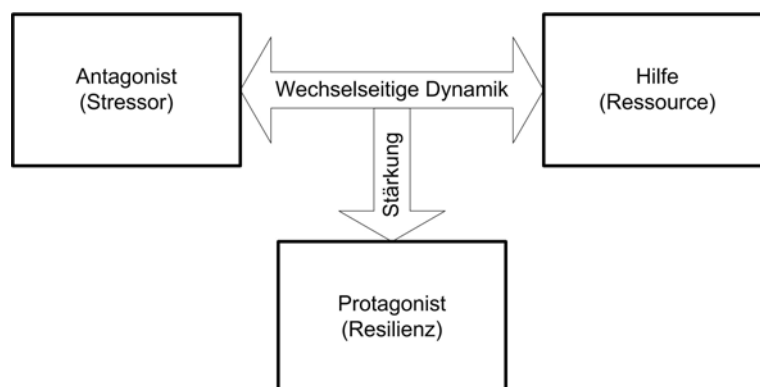 Antagonist
(Stressor)
Wechselseitige Dynamik
Hilfe
(Ressource)
Stärkung
Protagonist
(Resilienz)